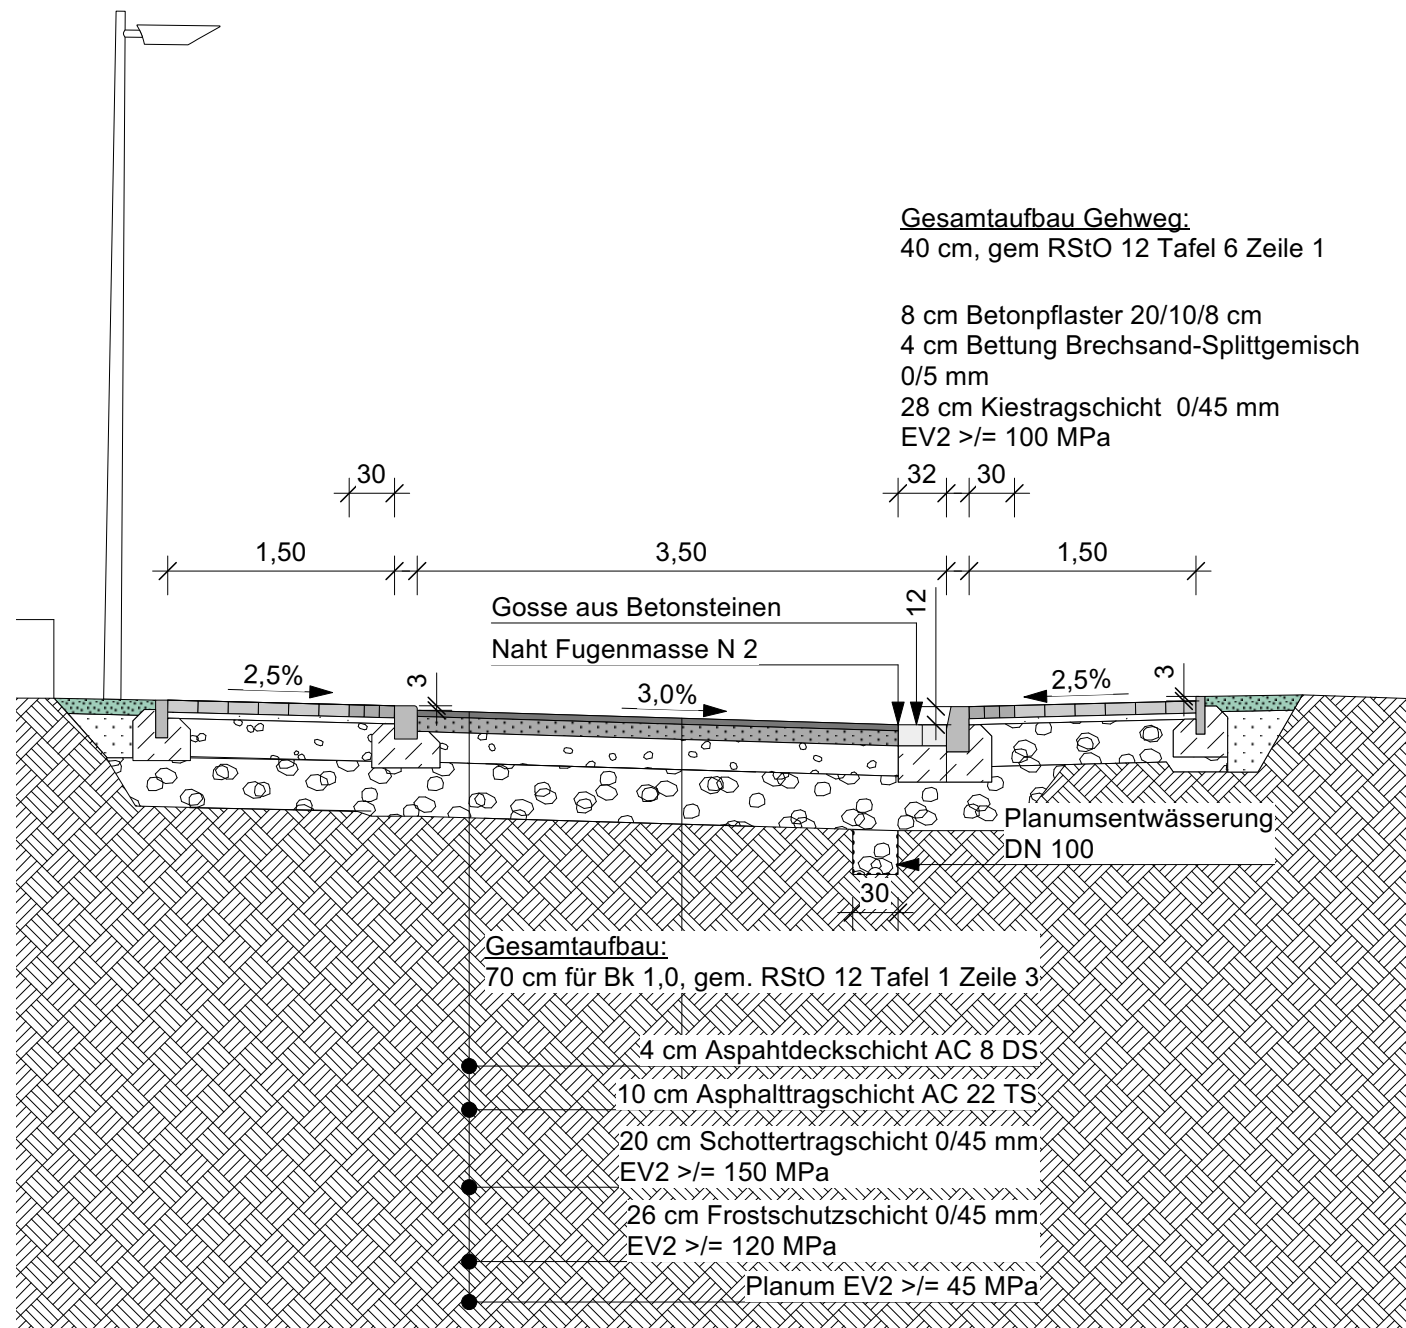 Gesamtaufbau Gehweg:
40 cm, gem RStO 12 Tafel 6 Zeile 1
8 cm Betonpflaster 20/10/8 cm
4 cm Bettung Brechsand-Splittgemisch
0/5 mm
28 cm Kiestragschicht 0/45 mm
EV2 >/= 100 MPa
30
32
30
1,50
3,50
1,50
Gosse aus Betonsteinen
12
Naht Fugenmasse N 2
2,5%
3
3,0%
2,5%
3
Planumsentwässerung
DN 100
30
Gesamtaufbau:
70 cm für Bk 1,0, gem. RStO 12 Tafel 1 Zeile 3
4 cm Aspahtdeckschicht AC 8 DS
10 cm Asphalttragschicht AC 22 TS
20 cm Schottertragschicht 0/45 mm
EV2 >/= 150 MPa
26 cm Frostschutzschicht 0/45 mm
EV2 >/= 120 MPa
Planum EV2 >/= 45 MPa